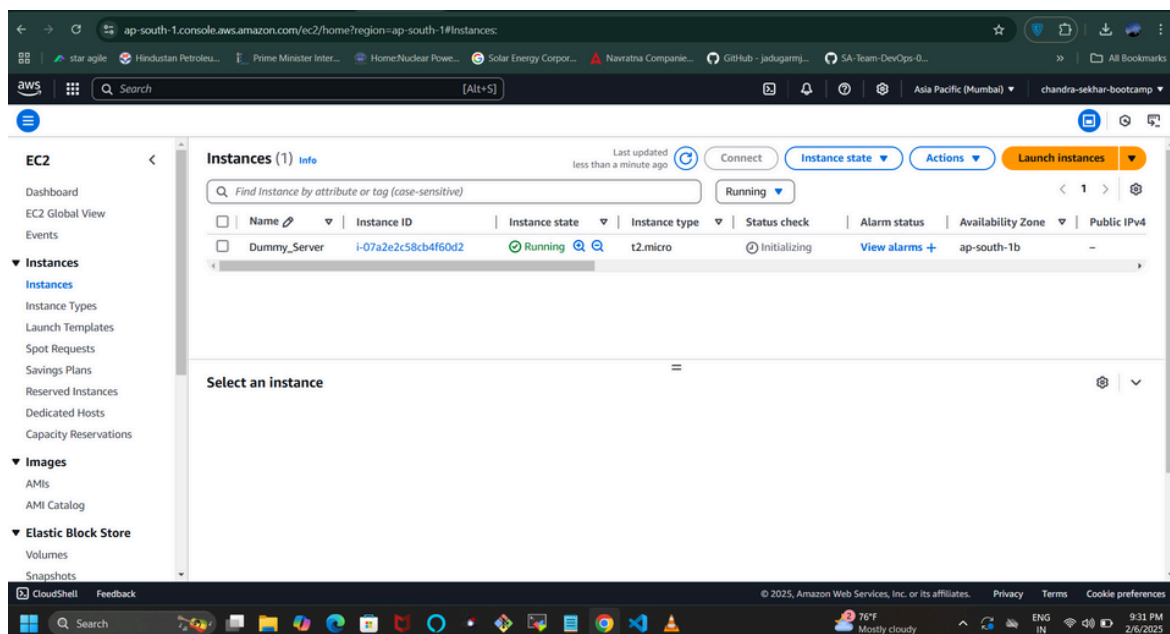 ap-south-1.console.aws.amazon.com/ec2/home?region=ap-south-1#Instances:
star agile Hindustan Petroleu... Prime Minister Inter... Home:Nuclear Powe... Solar Energy Corpor... Navratna Companie... GitHub - jadugarmj... SA-Team-DevOps-0... » All Bookmarks
aws Search [Alt+S] Asia Pacific (Mumbai) chandra-sekhar-bootcamp
EC2
Dashboard
EC2 Global View
Events
Instances
Instances
Instance Types
Launch Templates
Spot Requests
Savings Plans
Reserved Instances
Dedicated Hosts
Capacity Reservations
Images
AMIs
AMI Catalog
Elastic Block Store
Volumes
Snapshots
Instances (1) Info
Last updated
less than a minute ago
Connect Instance state Actions Launch instances
Find Instance by attribute or tag (case-sensitive) Running 1
Name Instance ID Instance state Instance type Status check Alarm status Availability Zone Public IPv4
Dummy_Server i-07a2e2c58cb4f60d2 Running t2.micro Initializing View alarms + ap-south-1b –
Select an instance
CloudShell Feedback © 2025, Amazon Web Services, Inc. or its affiliates. Privacy Terms Cookie preferences
Search
2
76°F
Mostly cloudy
ENG
IN
9:31 PM
2/6/2025